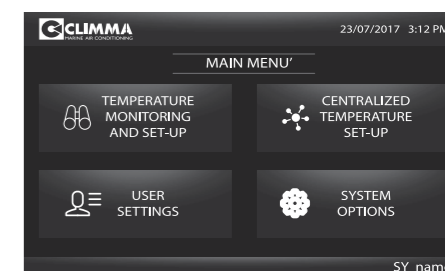 CLIMMA
MARINE AIR CONDITIONING
23/07/2017 3:12 PM
MAIN MENU'
TEMPERATURE
MONITORING
AND SET-UP
CENTRALIZED
TEMPERATURE
SET-UP
USER
SETTINGS
SYSTEM
OPTIONS
SY_nam